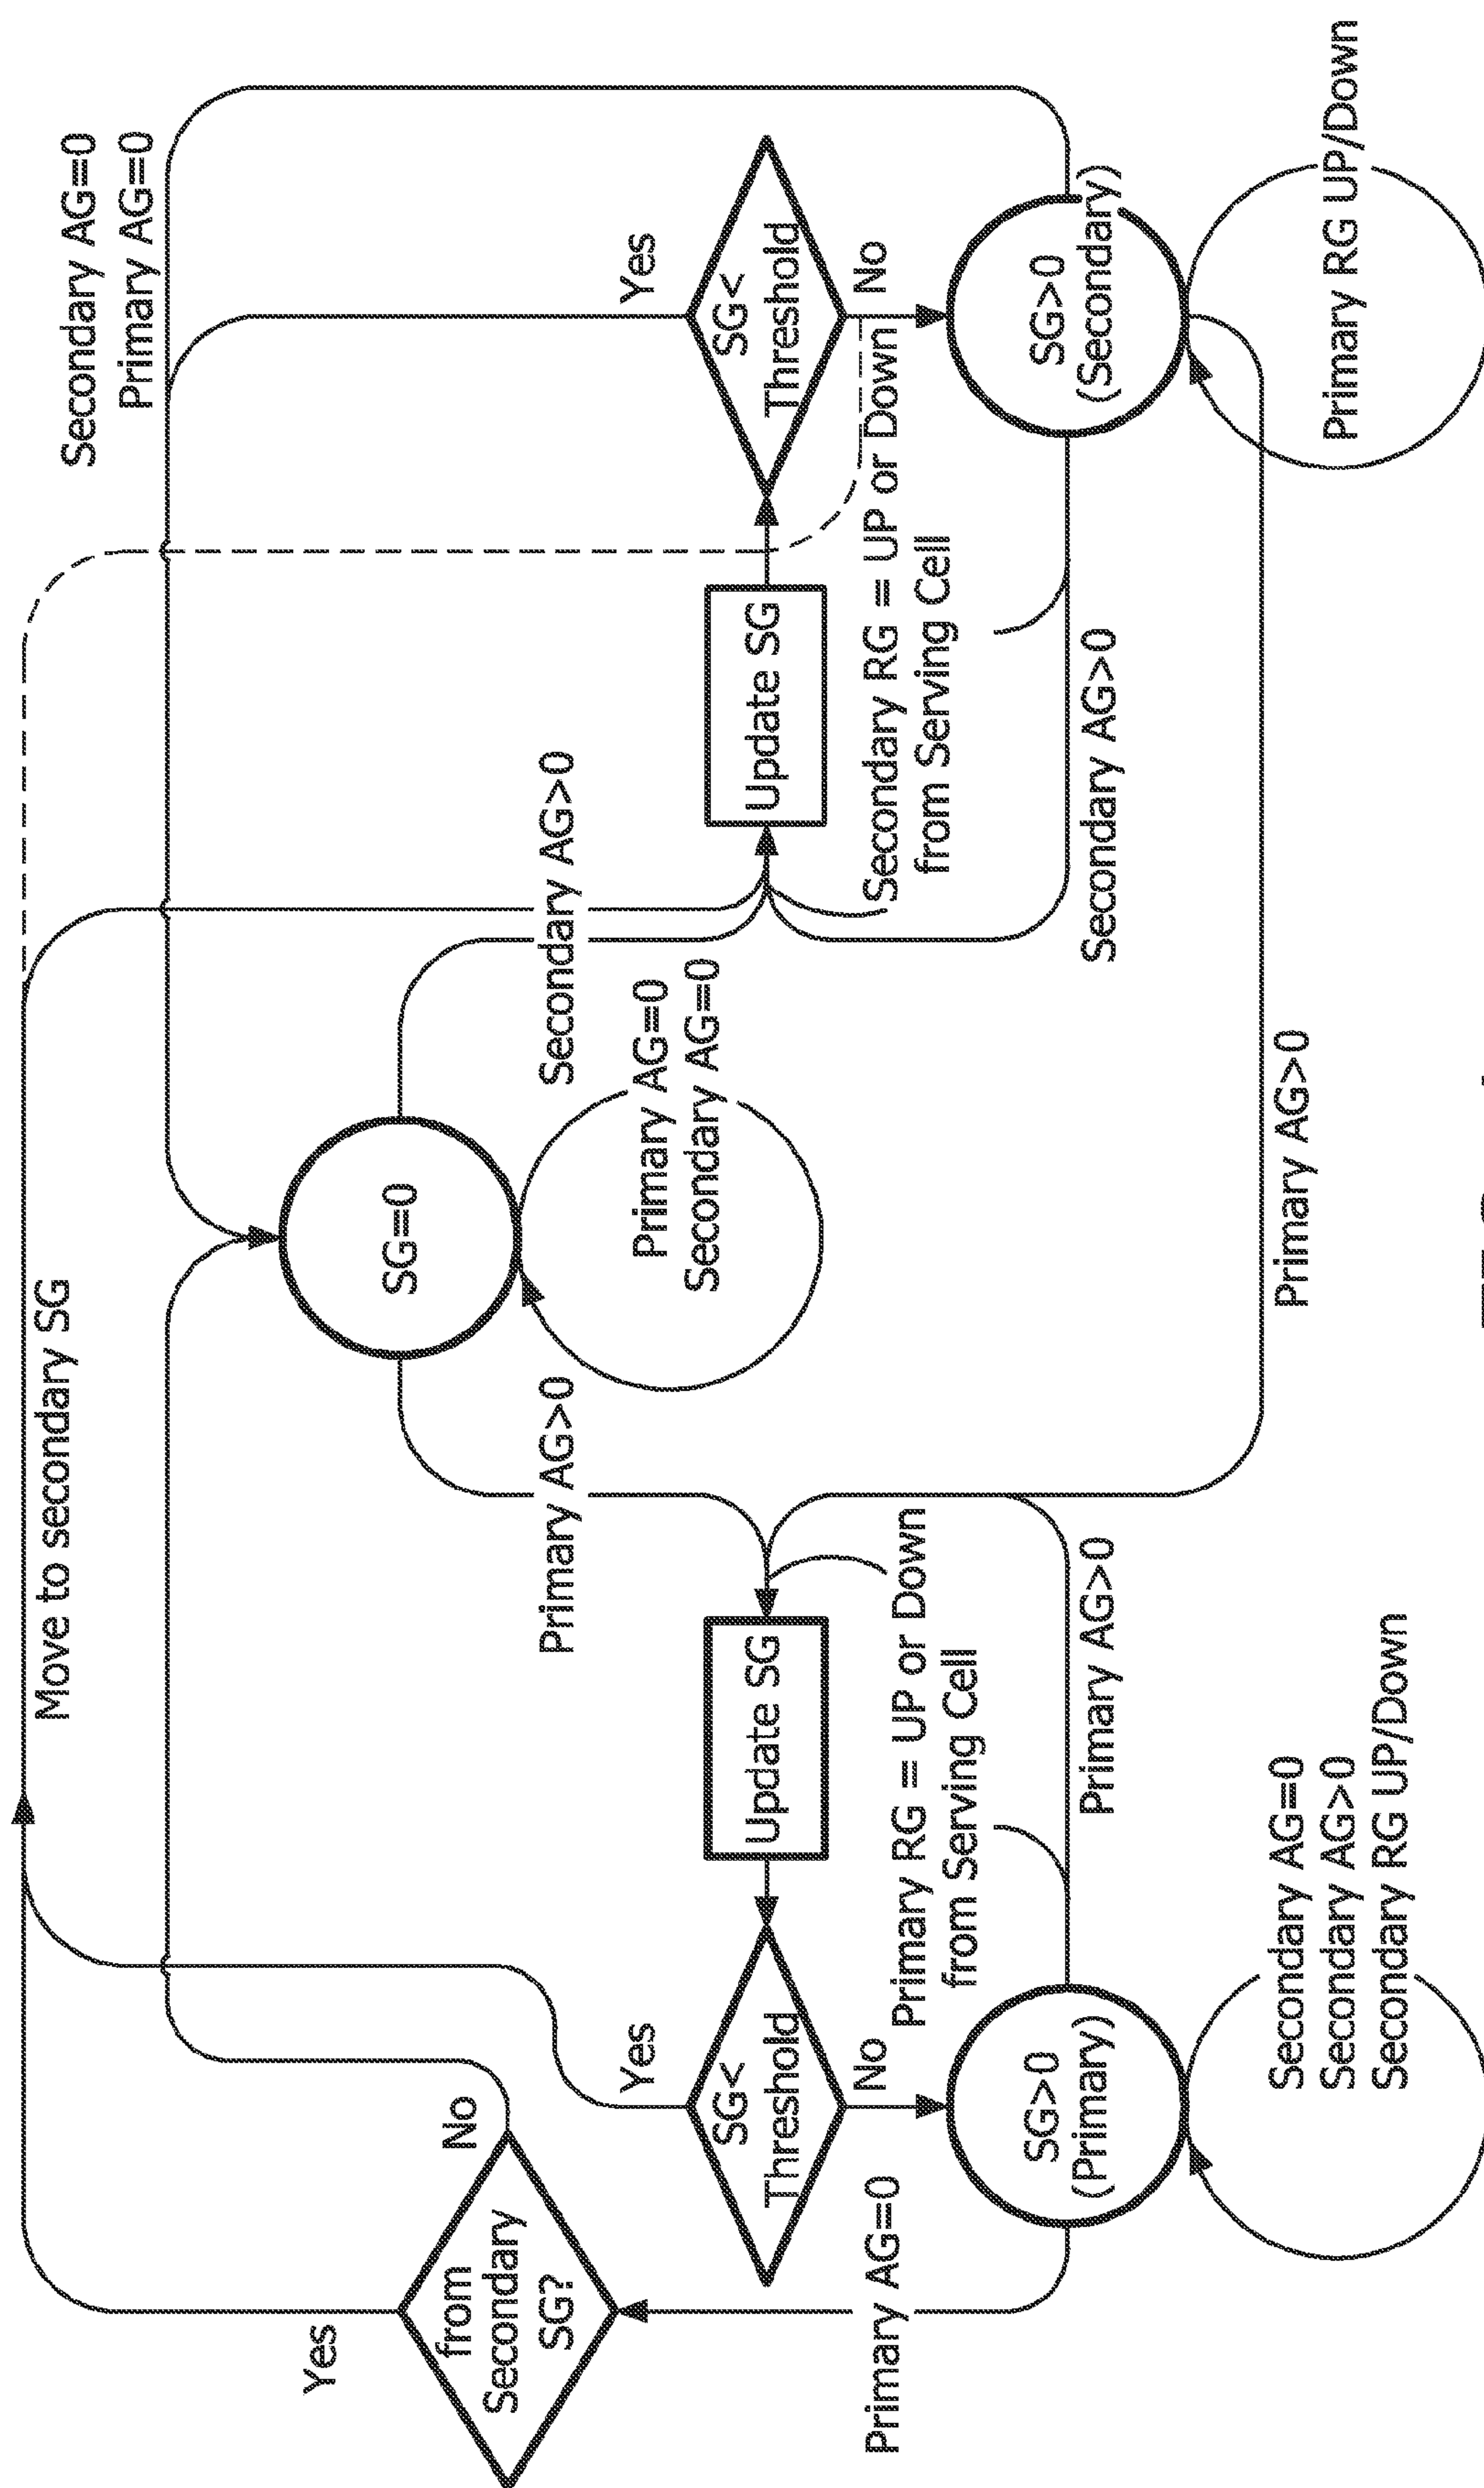 Secondary AG=0
Primary AG=0
Move to secondary SG
Yes
from
Secondary
SG?
No
SG=0
Primary AG>0
Secondary AG>0
Primary AG=0
Secondary AG=0
Yes
SG<
Threshold
No
Update SG
Update SG
Yes
SG<
Threshold
No
Primary AG=0
Primary RG = UP or Down
from Serving Cell
Secondary RG = UP or Down
from Serving Cell
SG>0
(Primary)
Primary AG>0
Secondary AG>0
SG>0
(Secondary)
Secondary AG=0
Secondary AG>0
Secondary RG UP/Down
Primary AG>0
Primary RG UP/Down